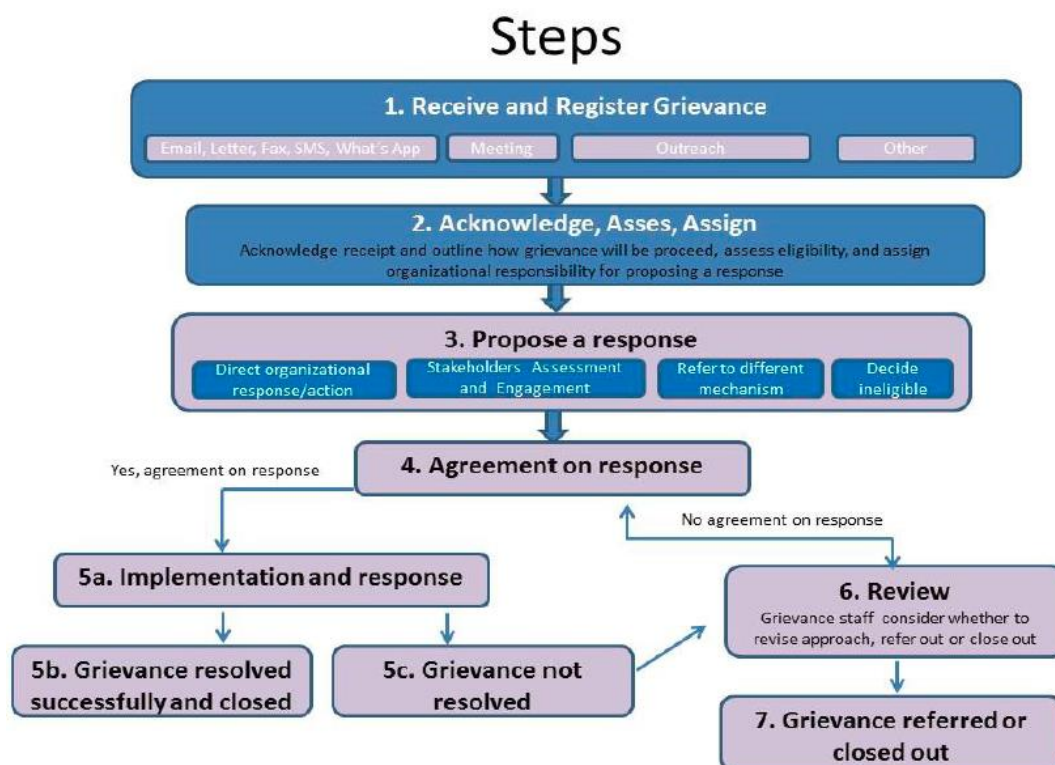 Steps
1. Receive and Register Grievance
Email, Letter, Fax, SMS, What´s App
Meeting
Outreach
Other
2. Acknowledge, Asses, Assign
Acknowledge receipt and outline how grievance will be proceed, assess eligibility, and assign
organizational responsibility for proposing a response
3. Propose a response
Direct organizational
response/action
Stakeholders Assessment
and Engagement
Refer to different
mechanism
Decide
ineligible
4. Agreement on response
Yes, agreement on response
No agreement on response
5a. Implementation and response
5b. Grievance resolved
successfully and closed
5c. Grievance not
resolved
6. Review
Grievance staff consider whether to
revise approach, refer out or close out
7. Grievance referred or
closed out